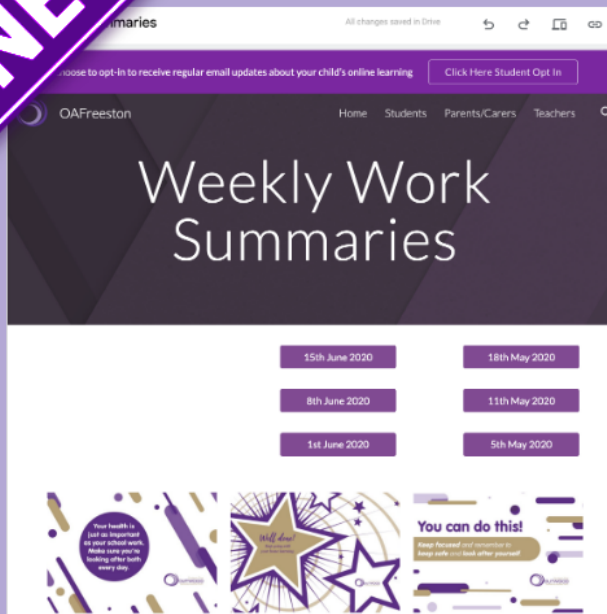 NE
mmaries
All changes saved in Drive
hoose to opt-in to receive regular email updates about your child's online learning
Click Here Student Opt In
OAFreeston
Home Students Parents/Carers Teachers
Weekly Work
Summaries
15th June 2020
18th May 2020
8th June 2020
11th May 2020
1st June 2020
5th May 2020
Your health is
just as important
as your school work.
Make sure you're
looking after both
every day.
Well done!
You can do this!
Keep focused and remember to
keep safe and look after yourself